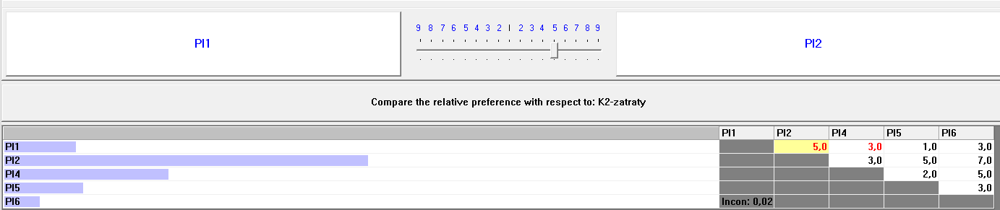 9 8 7 6 5 4 3 2 1 2 3 4 5 6 7 8 9
PI1 PI2
Compare the relative preference with respect to: K2-zatraty
PI1 PI2 PI4 PI5 PI6
PI1 5,0 3,0 1,0 3,0
PI2 3,0 5,0 7,0
PI4 2,0 5,0
PI5 3,0
PI6 Incon: 0,02